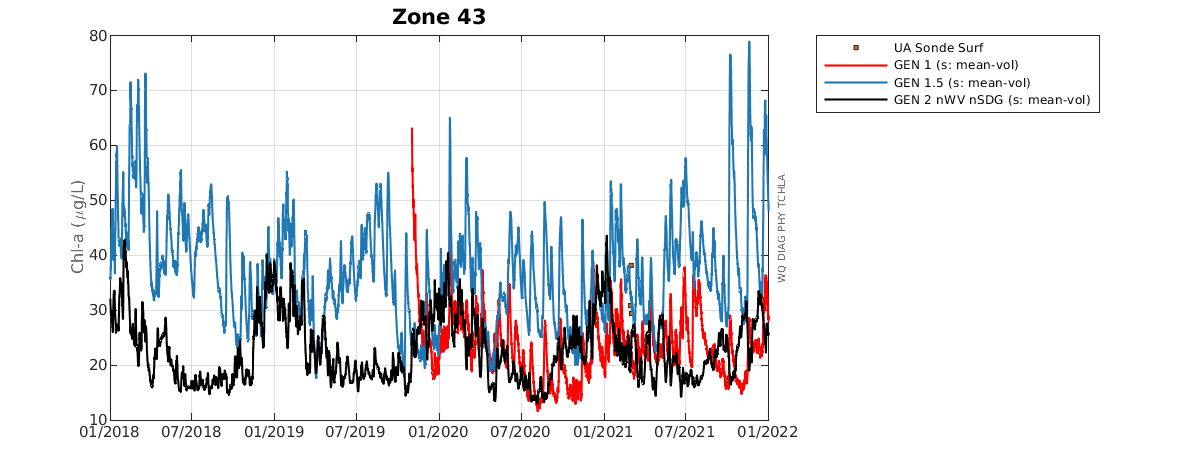 Zone 43
UA Sonde Surf
GEN 1 (s: mean-vol)
GEN 1.5 (s: mean-vol)
GEN 2 nWV nSDG (s: mean-vol)
80
70
60
50
40
30
20
10
Chl-a (μg/L)
WQ DIAG PHY TCHLA
01/2018 07/2018 01/2019 07/2019 01/2020 07/2020 01/2021 07/2021 01/2022